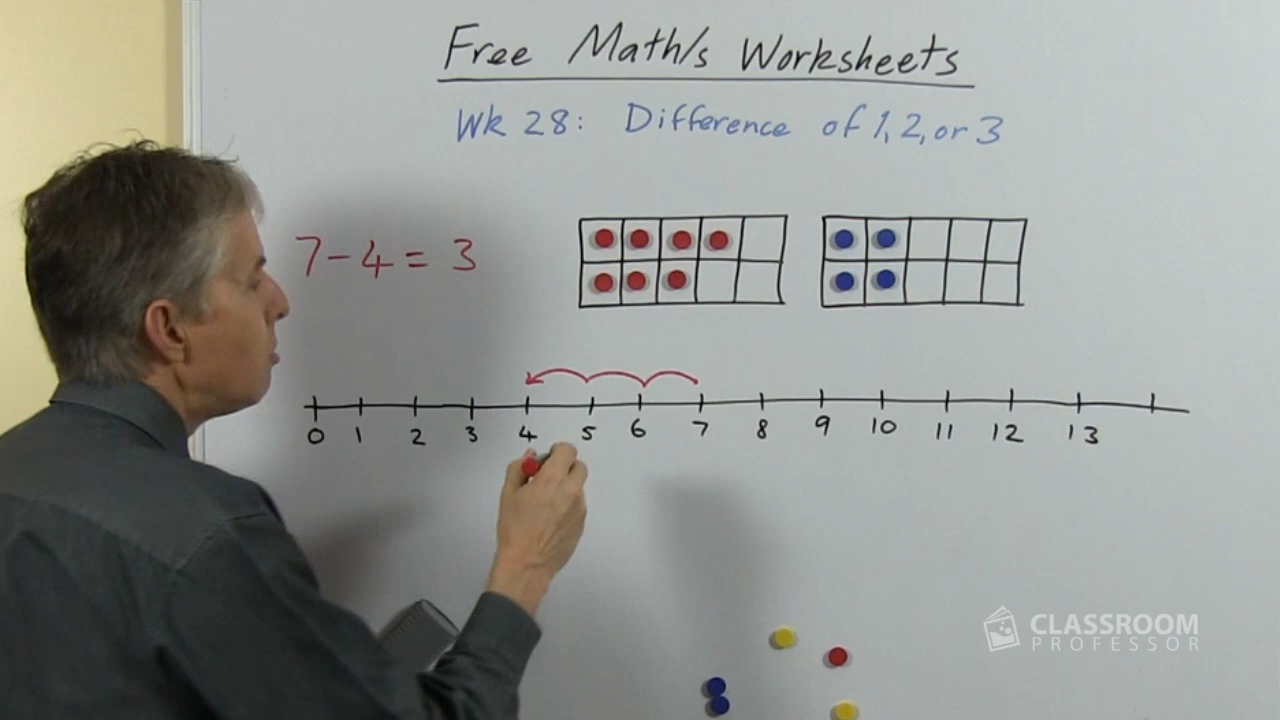 Free Math/s Worksheets
Wk 28: Difference of 1, 2, or 3
7 - 4 = 3
0 1 2 3 4 5 6 7 8 9 10 11 12 13
CLASSROOM
PROFESSOR